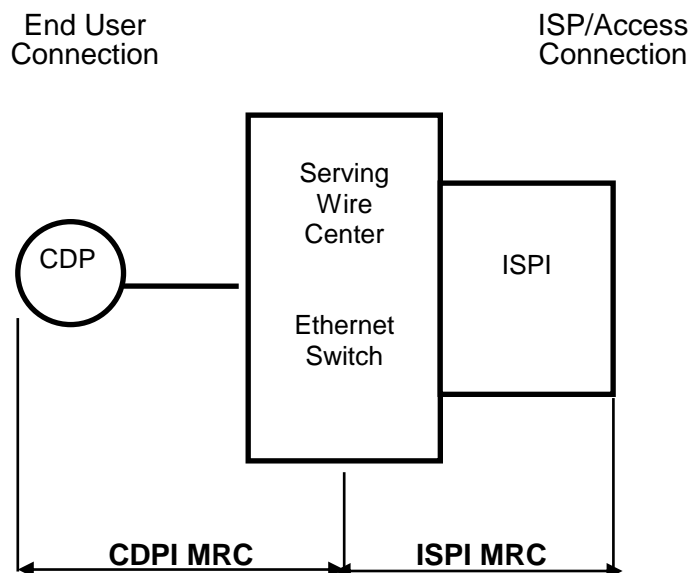 End User
Connection
ISP/Access
Connection
Serving
Wire
Center
CDP
ISPI
Ethernet
Switch
CDPI MRC
ISPI MRC